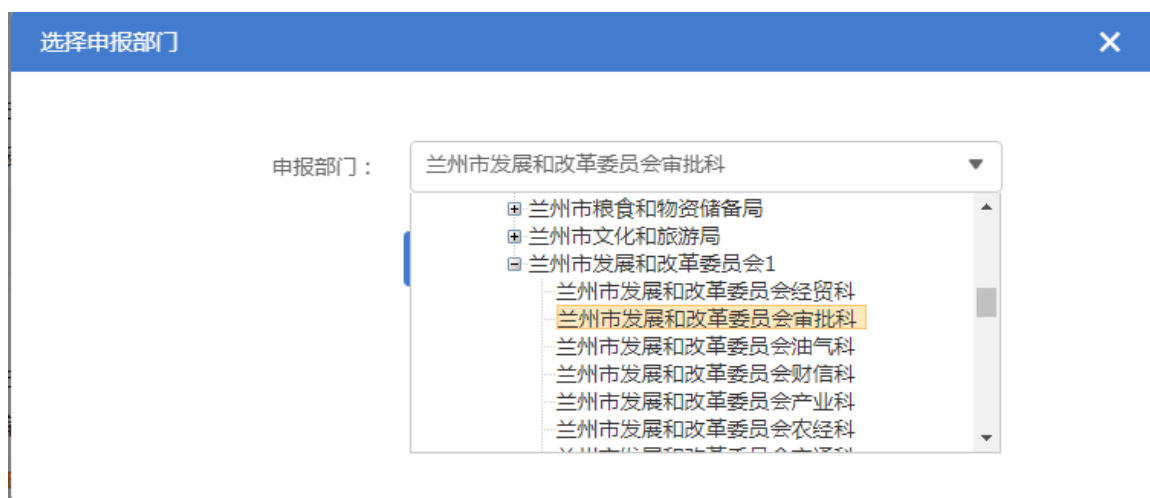 选择申报部门
申报部门： 兰州市发展和改革委员会审批科
兰州市粮食和物资储备局
兰州市文化和旅游局
兰州市发展和改革委员会1
兰州市发展和改革委员会经贸科
兰州市发展和改革委员会审批科
兰州市发展和改革委员会油气科
兰州市发展和改革委员会财信科
兰州市发展和改革委员会产业科
兰州市发展和改革委员会农经科